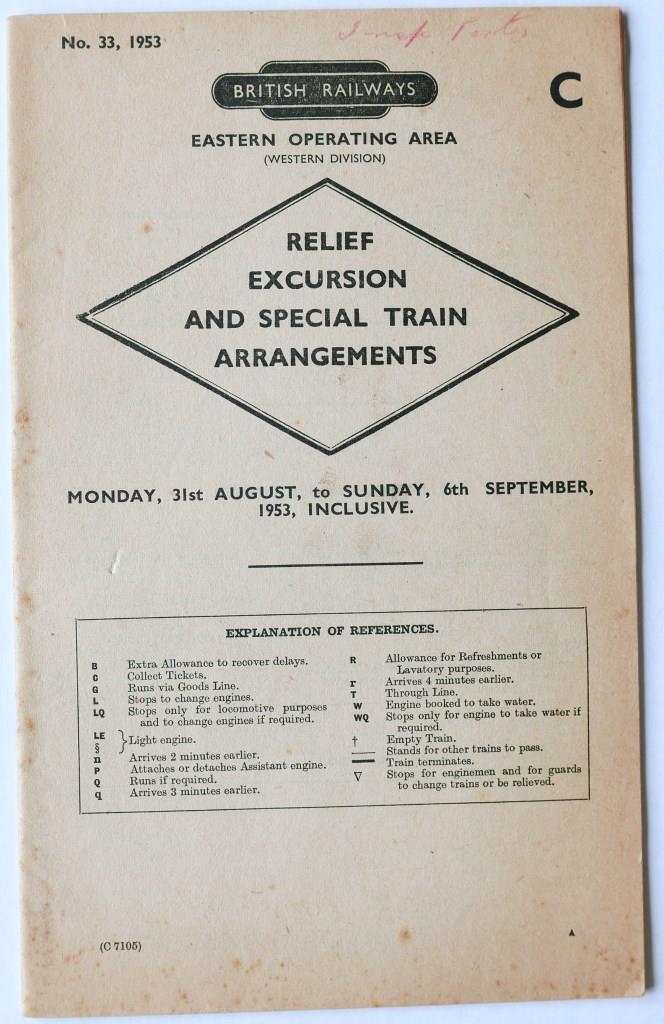 No. 33, 1953
BRITISH RAILWAYS
C
EASTERN OPERATING AREA
(WESTERN DIVISION)
RELIEF
EXCURSION
AND SPECIAL TRAIN
ARRANGEMENTS
MONDAY, 31st AUGUST, to SUNDAY, 6th SEPTEMBER,
1953, INCLUSIVE.
EXPLANATION OF REFERENCES.
B Extra Allowance to recover delays.
C Collect Tickets.
G Runs via Goods Line.
L Stops to change engines.
LQ Stops only for locomotive purposes
and to change engines if required.
LE
§ }Light engine.
n Arrives 2 minutes earlier.
P Attaches or detaches Assistant engine.
Q Runs if required.
q Arrives 3 minutes earlier.
R Allowance for Refreshments or
Lavatory purposes.
r Arrives 4 minutes earlier.
T Through Line.
W Engine booked to take water.
WQ Stops only for engine to take water if
required.
† Empty Train.
Stands for other trains to pass.
Train terminates.
▽ Stops for enginemen and for guards
to change trains or be relieved.
(C 7105)
A